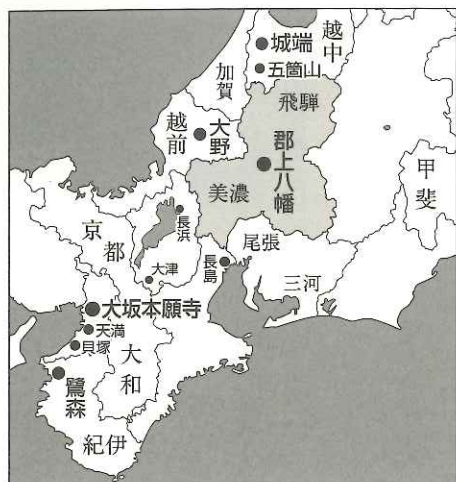 城端
五箇山
越中
加賀
飛騨
越前
大野
郡上八幡
美濃
甲斐
京都
長浜
尾張
大津
長島
三河
大坂本願寺
天満
貝塚
大和
鷺森
紀伊